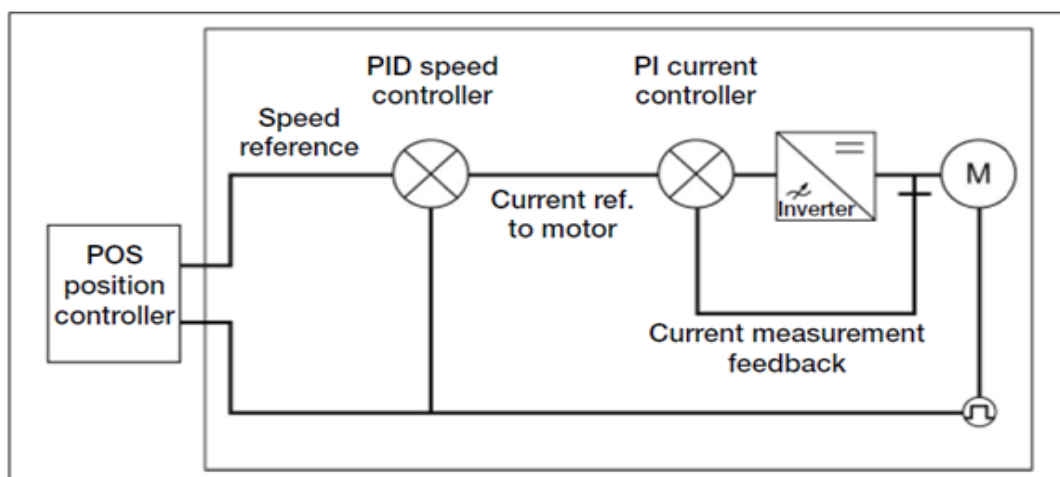 PID speed
controller
PI current
controller
Speed
reference
Current ref.
to motor
Inverter
M
POS
position
controller
Current measurement
feedback